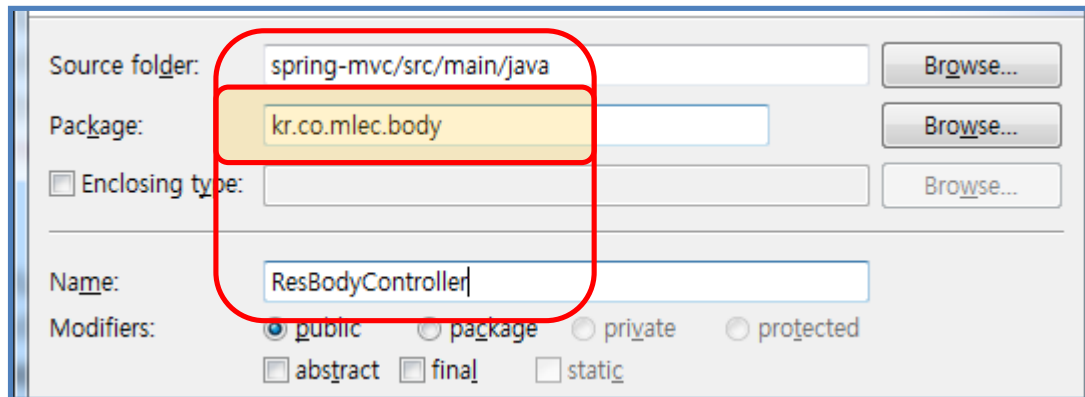 Source folder: spring-mvc/src/main/java Browse...
Package: kr.co.mlec.body Browse...
Enclosing type: Browse...
Name: ResBodyController
Modifiers: public package private protected
abstract final static